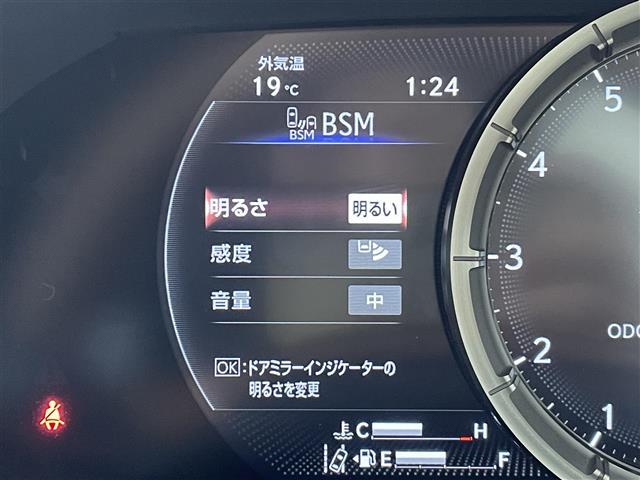 外気温
19℃ 1:24
BSM BSM
明るさ 明るい
感度
音量 中
OK:ドアミラーインジケーターの
明るさを変更
C H
E F
5
4
3
2
1
ODO